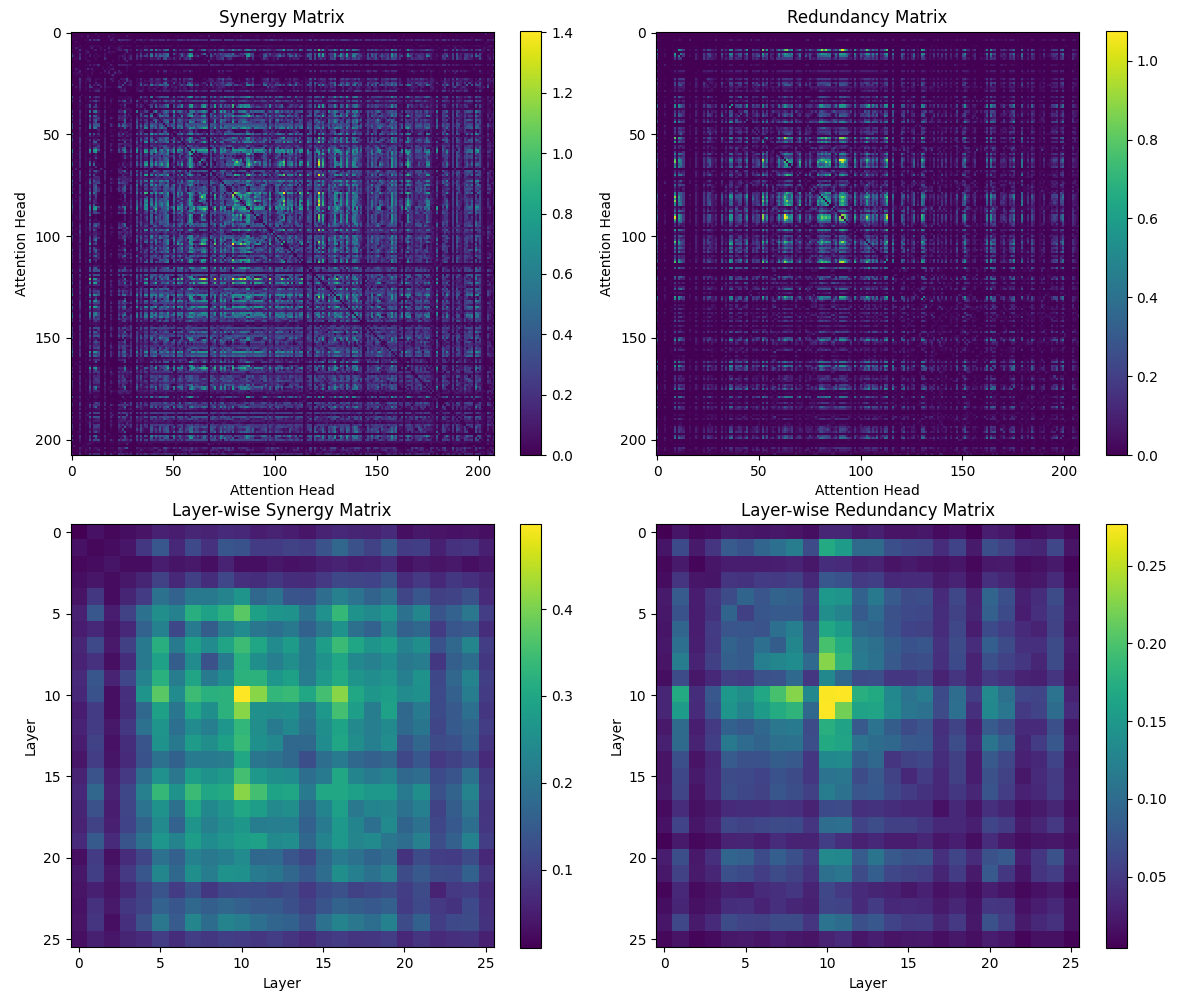 Synergy Matrix
Attention Head
0
50
100
150
200
0 50 100 150 200
Attention Head
1.4
1.2
1.0
0.8
0.6
0.4
0.2
0.0
Redundancy Matrix
Attention Head
0
50
100
150
200
0 50 100 150 200
Attention Head
1.0
0.8
0.6
0.4
0.2
0.0
Layer-wise Synergy Matrix
Layer
0
5
10
15
20
25
0 5 10 15 20 25
Layer
0.4
0.3
0.2
0.1
Layer-wise Redundancy Matrix
Layer
0
5
10
15
20
25
0 5 10 15 20 25
Layer
0.25
0.20
0.15
0.10
0.05